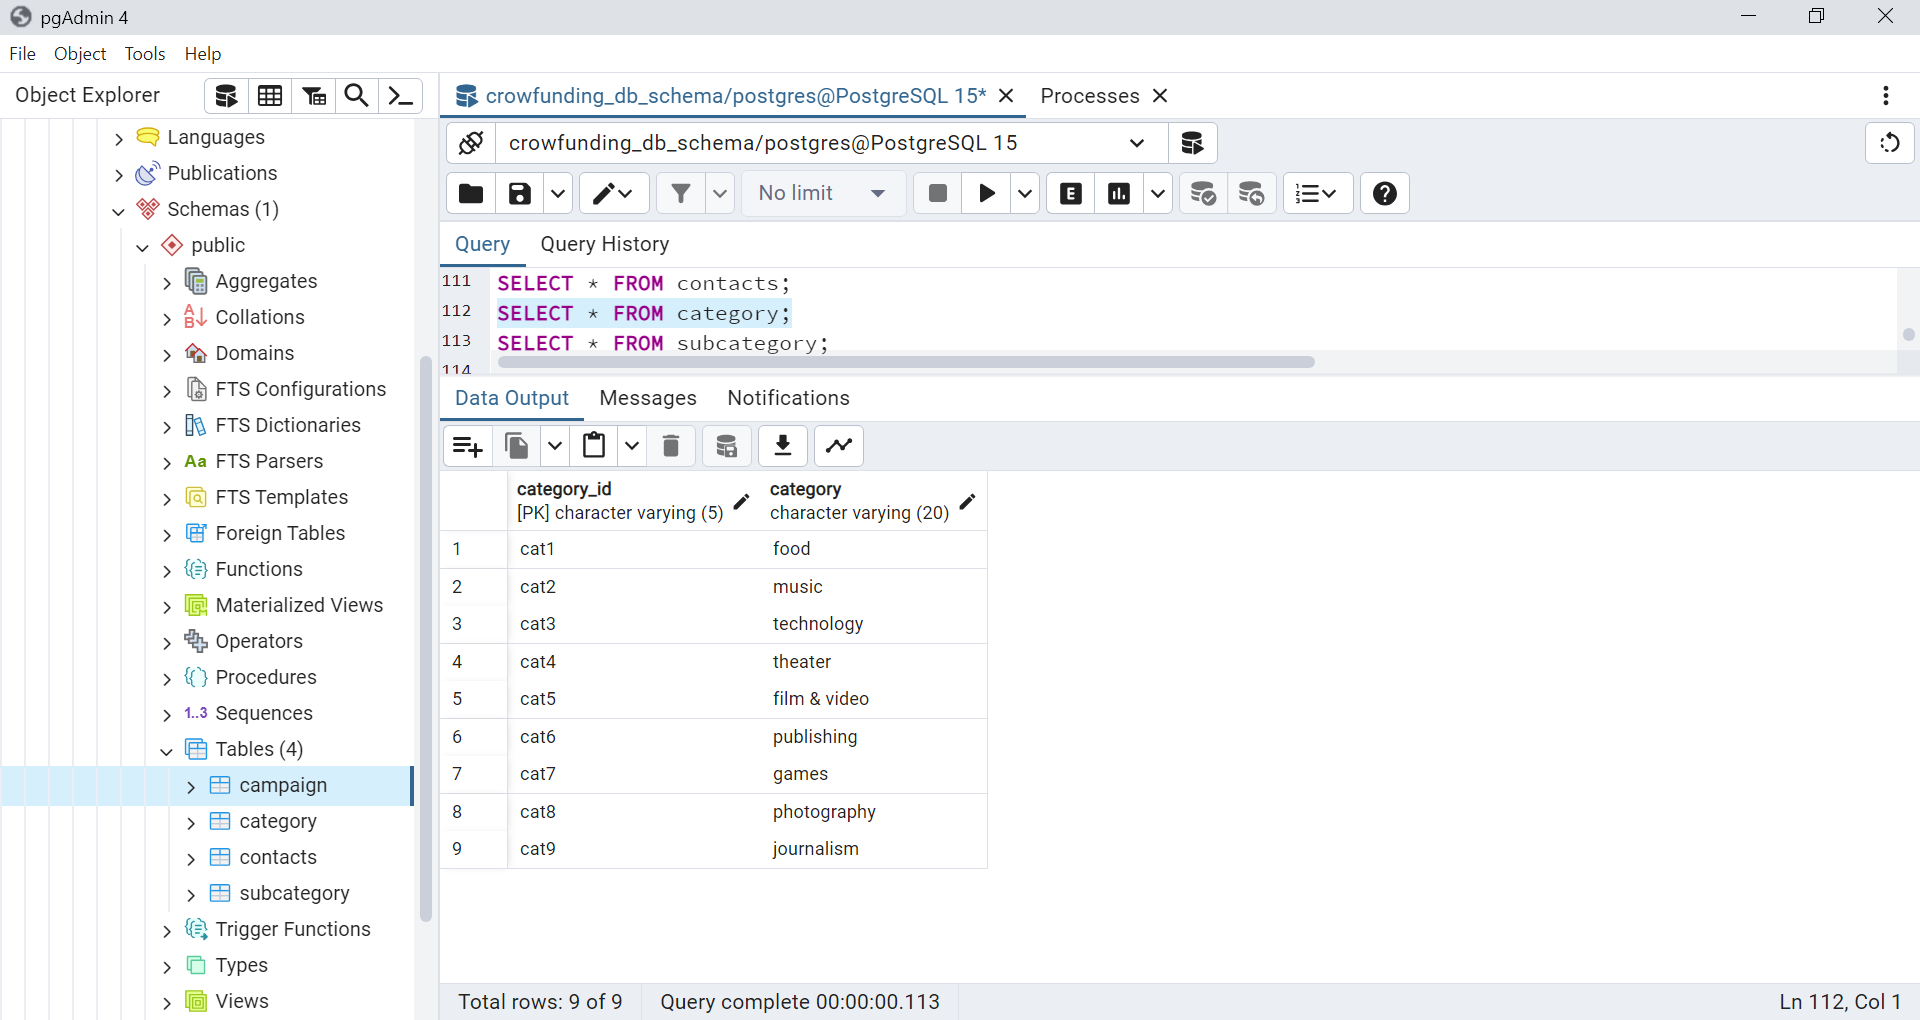 pgAdmin 4
File Object Tools Help
Object Explorer
crowfunding_db_schema/postgres@PostgreSQL 15* Processes
Languages
Publications
Schemas (1)
public
Aggregates
Collations
Domains
FTS Configurations
FTS Dictionaries
Aa FTS Parsers
FTS Templates
Foreign Tables
Functions
Materialized Views
Operators
Procedures
1..3 Sequences
Tables (4)
campaign
category
contacts
subcategory
Trigger Functions
Types
Views
crowfunding_db_schema/postgres@PostgreSQL 15
No limit
E
Query Query History
111 SELECT * FROM contacts;
112 SELECT * FROM category;
113 SELECT * FROM subcategory;
114
Data Output Messages Notifications
category_id category
[PK] character varying (5) character varying (20)
1 cat1 food
2 cat2 music
3 cat3 technology
4 cat4 theater
5 cat5 film & video
6 cat6 publishing
7 cat7 games
8 cat8 photography
9 cat9 journalism
Total rows: 9 of 9 Query complete 00:00:00.113 Ln 112, Col 1